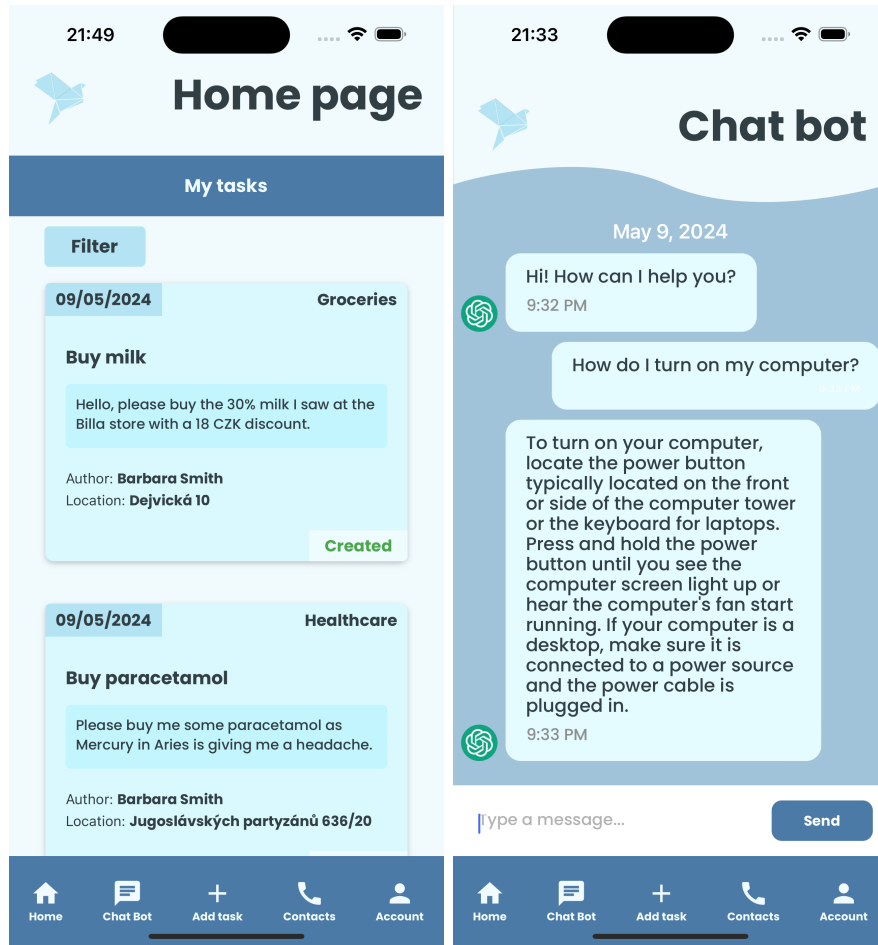 21:49
Home page
My tasks
Filter
09/05/2024 Groceries
Buy milk
Hello, please buy the 30% milk I saw at the
Billa store with a 18 CZK discount.
Author: Barbara Smith
Location: Dejvická 10
Created
09/05/2024 Healthcare
Buy paracetamol
Please buy me some paracetamol as
Mercury in Aries is giving me a headache.
Author: Barbara Smith
Location: Jugoslávských partyzánů 636/20
Home Chat Bot Add task Contacts Account
21:33
Chat bot
May 9, 2024
Hi! How can I help you?
9:32 PM
How do I turn on my computer?
To turn on your computer,
locate the power button
typically located on the front
or side of the computer tower
or the keyboard for laptops.
Press and hold the power
button until you see the
computer screen light up or
hear the computer's fan start
running. If your computer is a
desktop, make sure it is
connected to a power source
and the power cable is
plugged in.
9:33 PM
Type a message...
Send
Home Chat Bot Add task Contacts Account